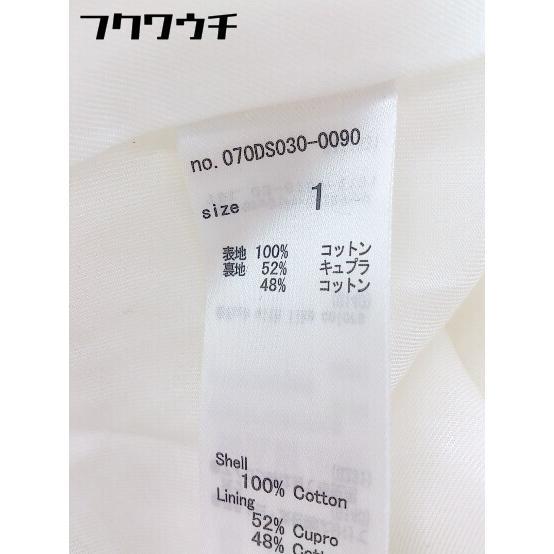 フクワウチ
no. 070DS030-0090
size 1
表地 100% コットン
裏地 52% キュプラ
48% コットン
Shell
100% Cotton
Lining
52% Cupro
48%